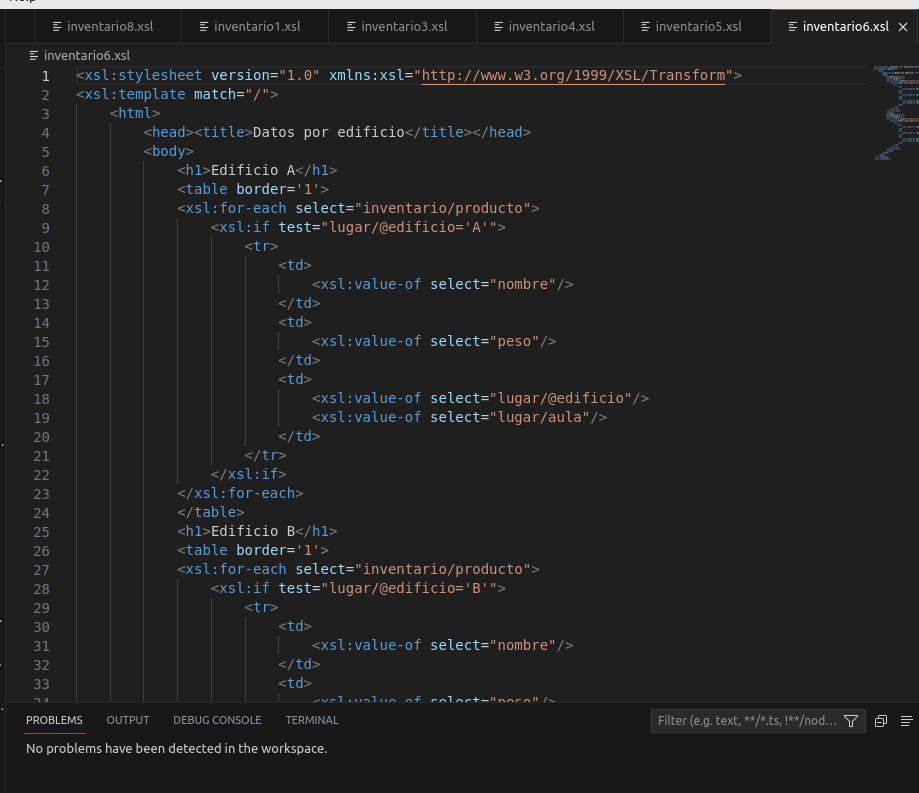 Help
inventario8.xsl inventario1.xsl inventario3.xsl inventario4.xsl inventario5.xsl inventario6.xsl
inventario6.xsl
1 <xsl:stylesheet version="1.0" xmlns:xsl="http://www.w3.org/1999/XSL/Transform">
2 <xsl:template match="/">
3 <html>
4 <head><title>Datos por edificio</title></head>
5 <body>
6 <h1>Edificio A</h1>
7 <table border='1'>
8 <xsl:for-each select="inventario/producto">
9 <xsl:if test="lugar/@edificio='A'">
10 <tr>
11 <td>
12 <xsl:value-of select="nombre"/>
13 </td>
14 <td>
15 <xsl:value-of select="peso"/>
16 </td>
17 <td>
18 <xsl:value-of select="lugar/@edificio"/>
19 <xsl:value-of select="lugar/aula"/>
20 </td>
21 </tr>
22 </xsl:if>
23 </xsl:for-each>
24 </table>
25 <h1>Edificio B</h1>
26 <table border='1'>
27 <xsl:for-each select="inventario/producto">
28 <xsl:if test="lugar/@edificio='B'">
29 <tr>
30 <td>
31 <xsl:value-of select="nombre"/>
32 </td>
33 <td>
34 <xsl:value-of select="peso"/>
PROBLEMS OUTPUT DEBUG CONSOLE TERMINAL Filter (e.g. text, **/*.ts, !**/nod...
No problems have been detected in the workspace.